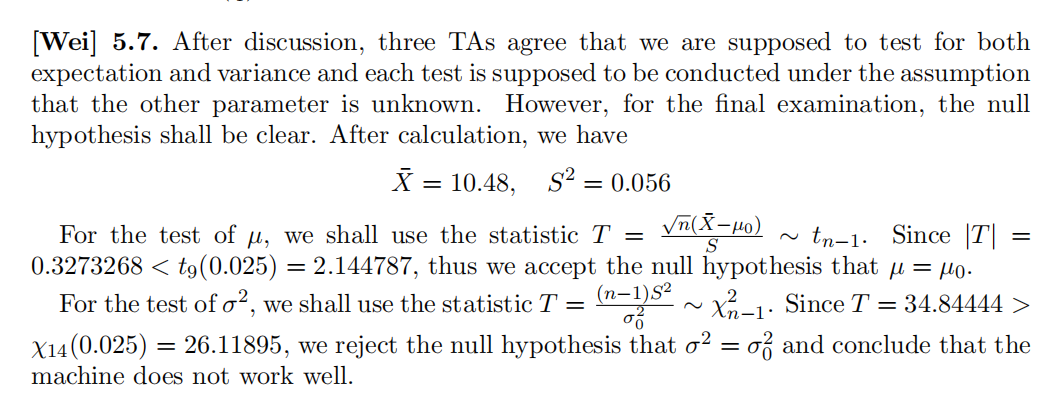 [Wei] 5.7. After discussion, three TAs agree that we are supposed to test for both
expectation and variance and each test is supposed to be conducted under the assumption
that the other parameter is unknown. However, for the final examination, the null
hypothesis shall be clear. After calculation, we have
X̄ = 10.48, S² = 0.056
For the test of μ, we shall use the statistic T = √n(X̄−μ₀)/S ∼ tₙ₋₁. Since |T| =
0.3273268 < t₉(0.025) = 2.144787, thus we accept the null hypothesis that μ = μ₀.
For the test of σ², we shall use the statistic T = (n−1)S²/σ₀² ∼ χ²ₙ₋₁. Since T = 34.84444 >
χ₁₄(0.025) = 26.11895, we reject the null hypothesis that σ² = σ₀² and conclude that the
machine does not work well.